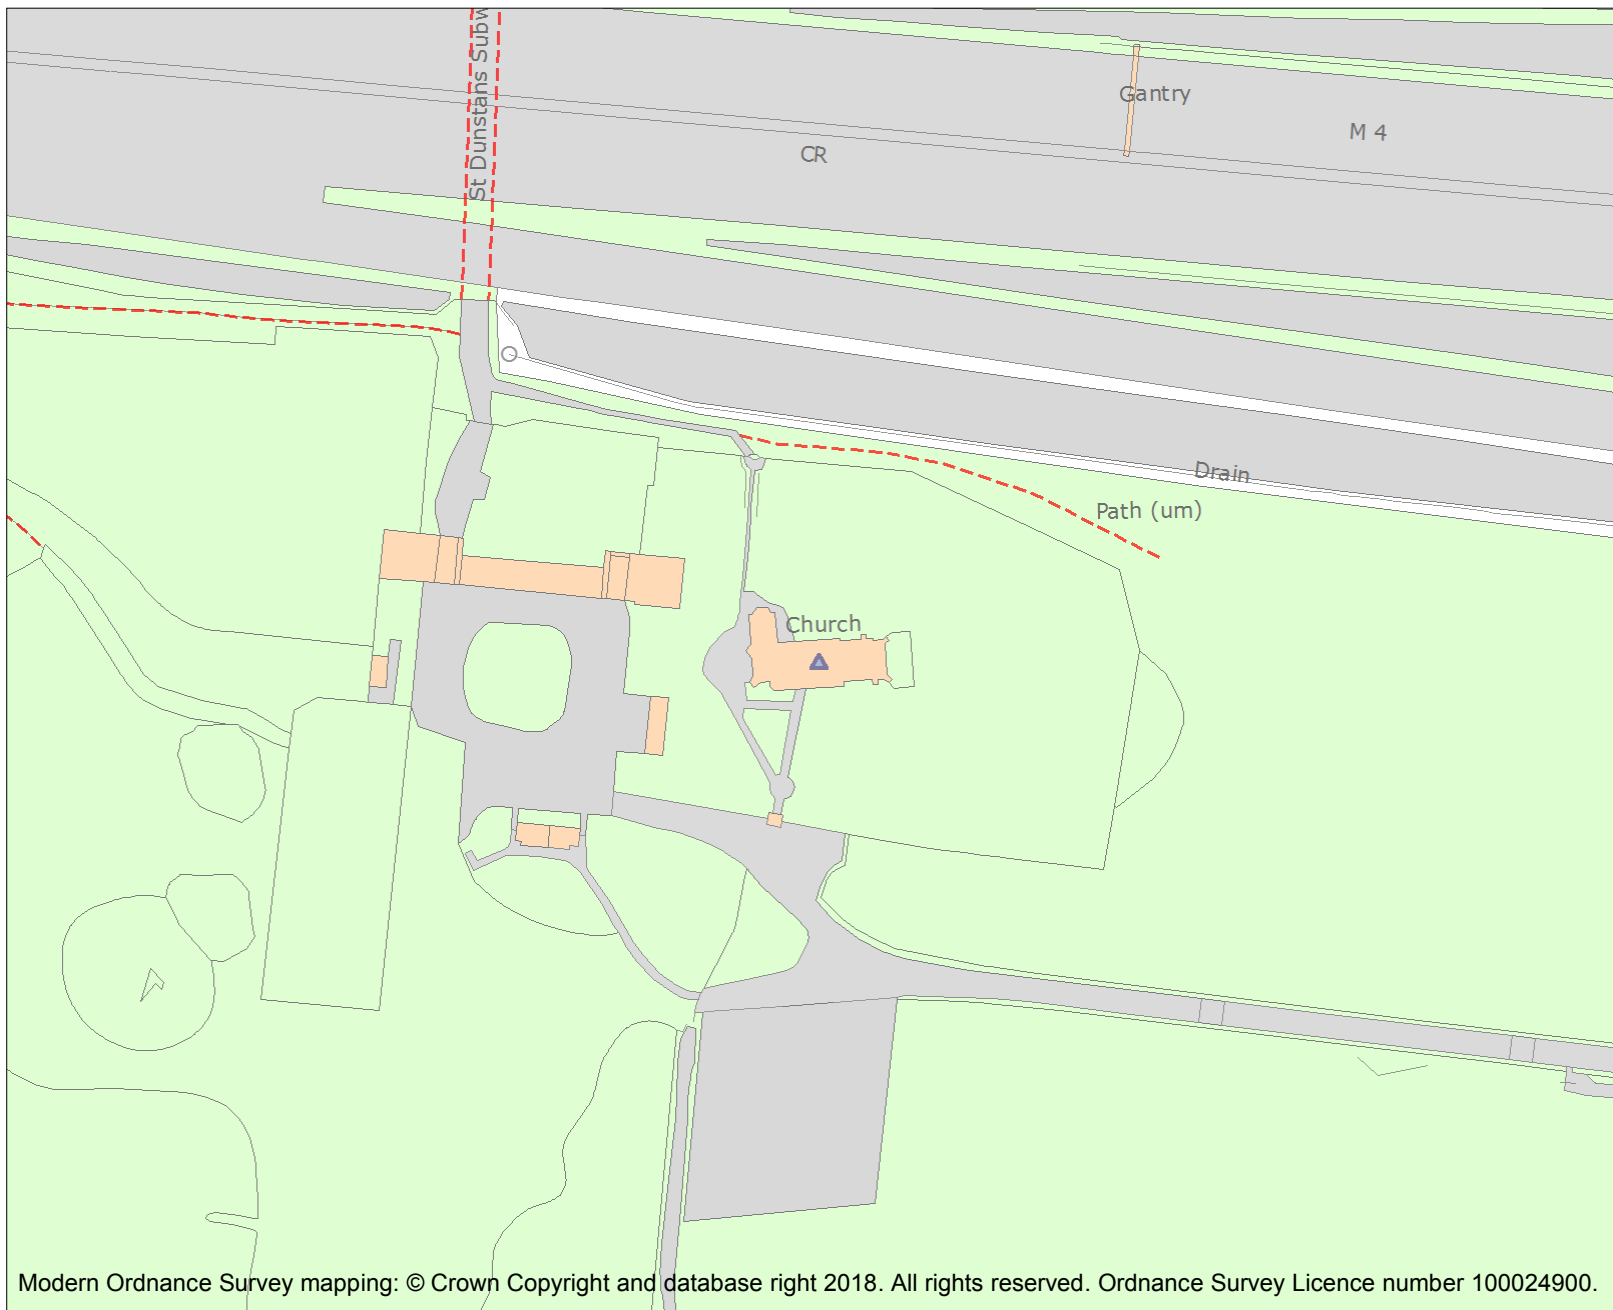 St Dunstans Subw
Gantry
M 4
CR
Drain
Path (um)
Church
Modern Ordnance Survey mapping: © Crown Copyright and database right 2018. All rights reserved. Ordnance Survey Licence number 100024900.